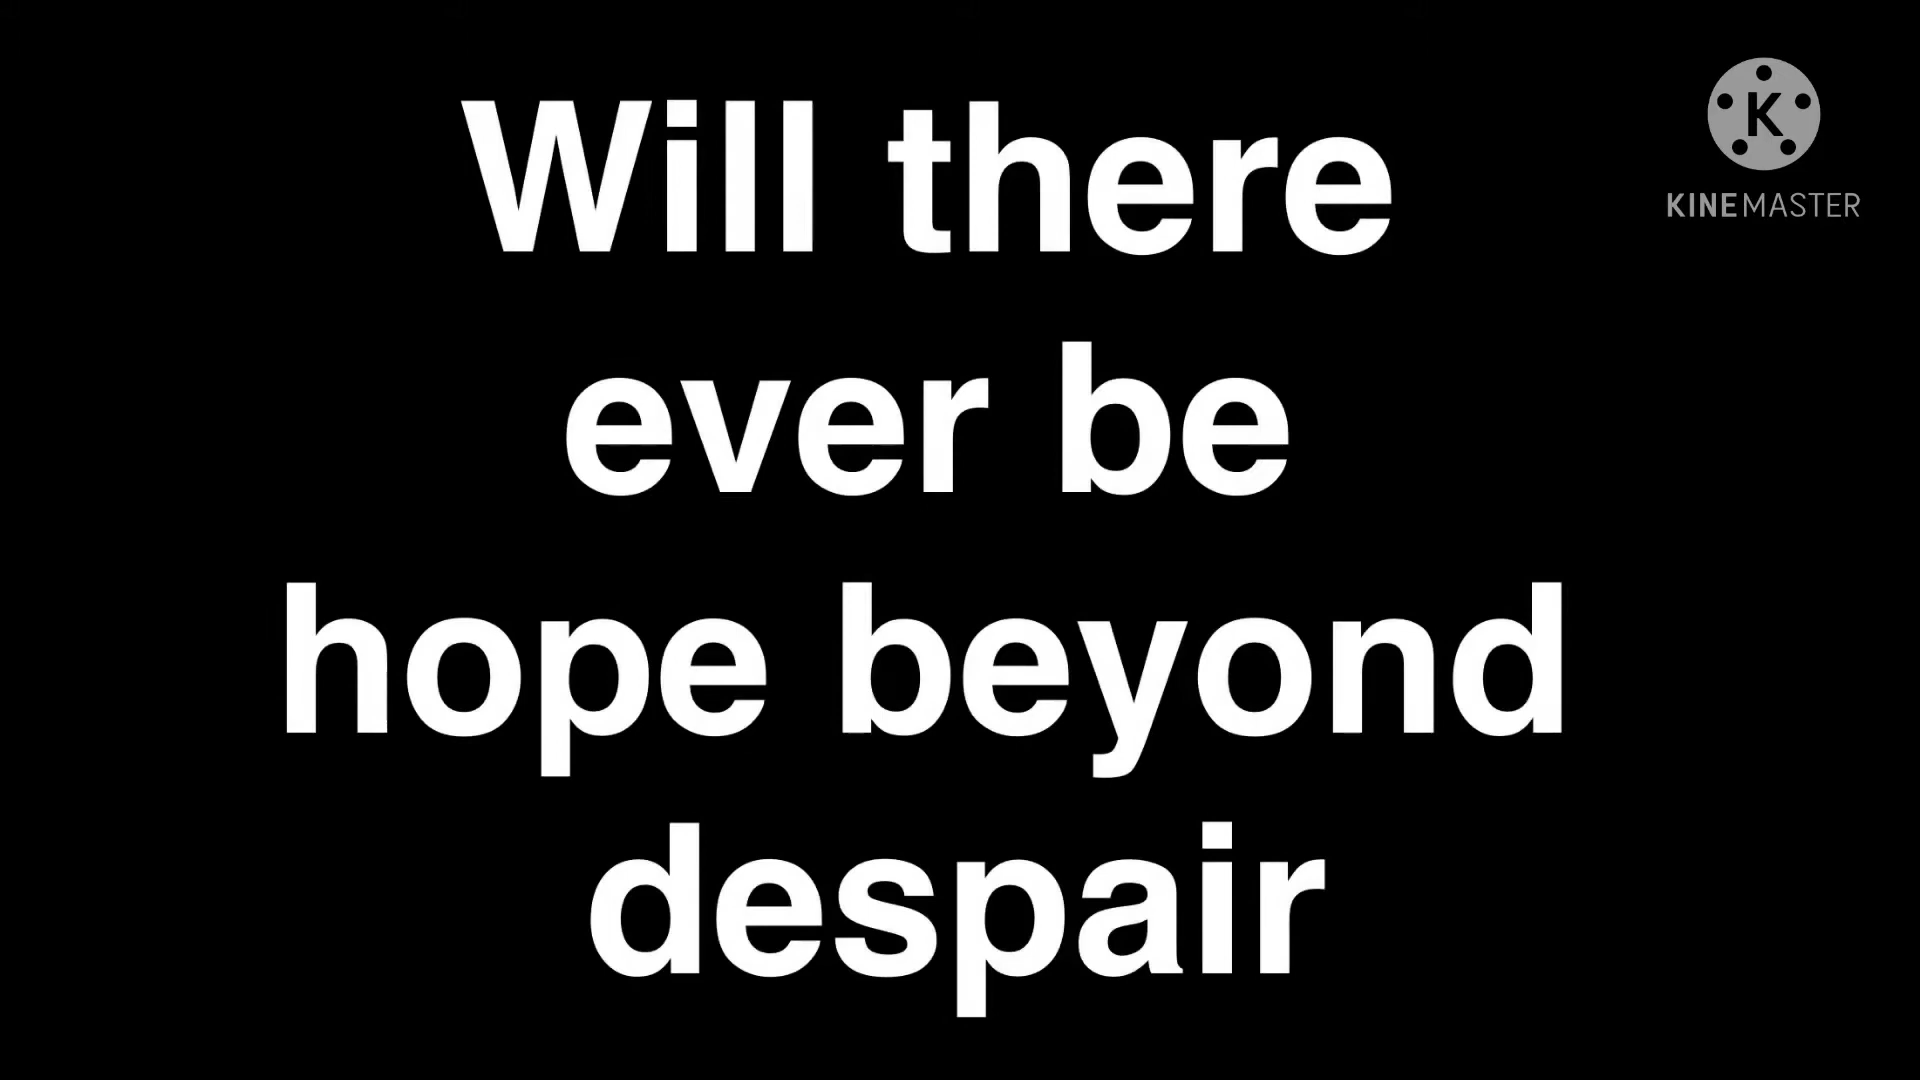 Will there
ever be
hope beyond
despair
K
KINEMASTER